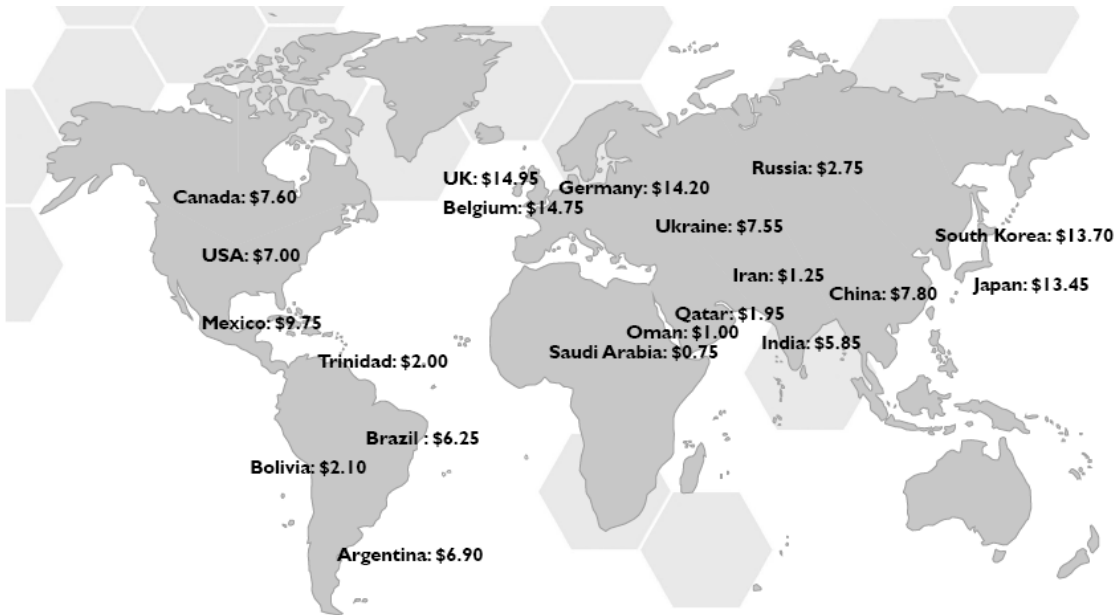 Russia: $2.75
UK: $14.95
Germany: $14.20
Canada: $7.60
Belgium: $14.75
Ukraine: $7.55
South Korea: $13.70
USA: $7.00
Iran: $1.25
Japan: $13.45
China: $7.80
Qatar: $1.95
Mexico: $9.75
Oman: $1.00
India: $5.85
Saudi Arabia: $0.75
Trinidad: $2.00
Brazil : $6.25
Bolivia: $2.10
Argentina: $6.90